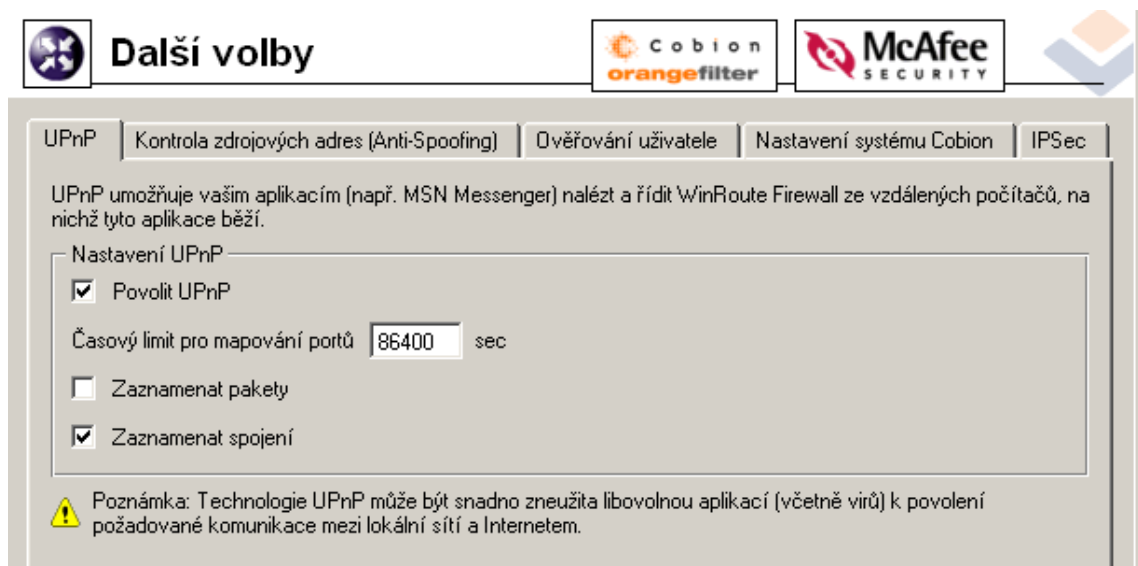 Další volby
Cobion
orangefilter
McAfee
SECURITY
UPnP
Kontrola zdrojových adres (Anti-Spoofing)
Ověřování uživatele
Nastavení systému Cobion
IPSec
UPnP umožňuje vašim aplikacím (např. MSN Messenger) nalézt a řídit WinRoute Firewall ze vzdálených počítačů, na
nichž tyto aplikace běží.
Nastavení UPnP
Povolit UPnP
Časový limit pro mapování portů 86400 sec
Zaznamenat pakety
Zaznamenat spojení
Poznámka: Technologie UPnP může být snadno zneužita libovolnou aplikací (včetně virů) k povolení
požadované komunikace mezi lokální sítí a Internetem.